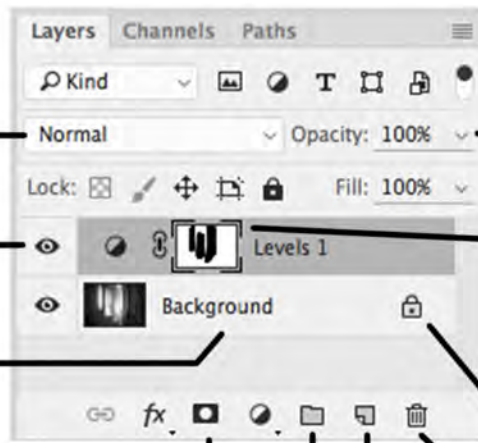 Layers Channels Paths
Kind
Normal Opacity: 100%
Lock: Fill: 100%
Levels 1
Background
fx